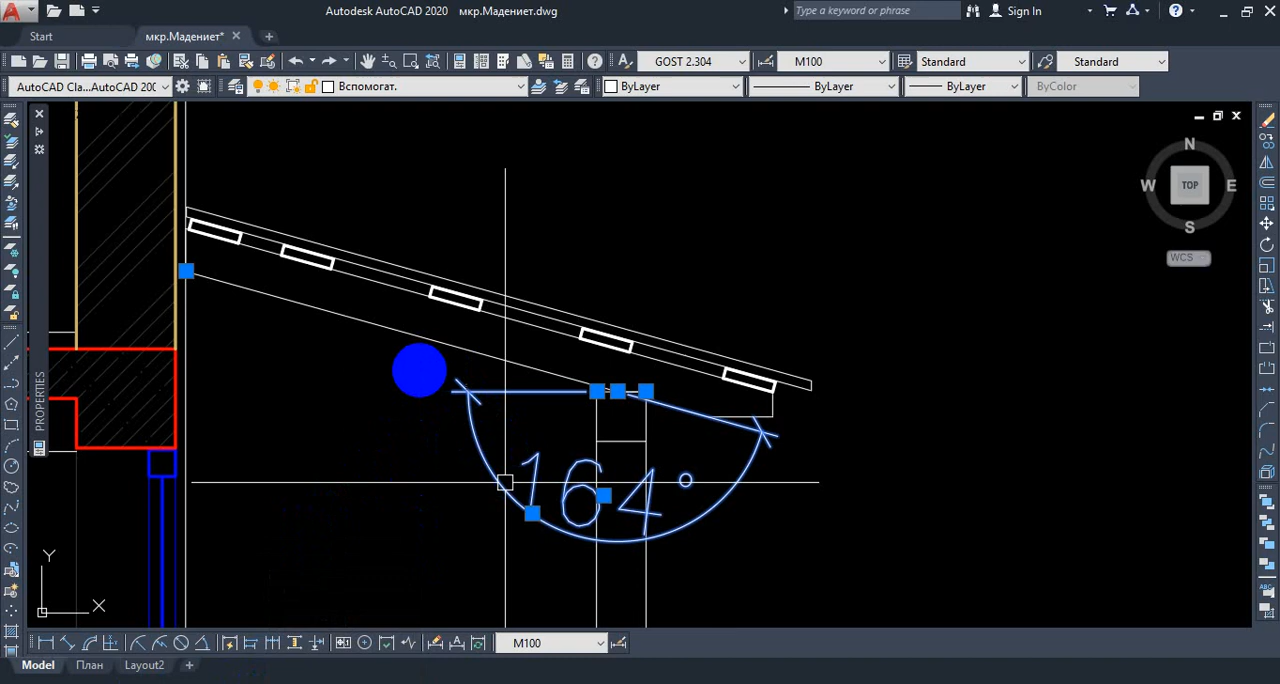 Autodesk AutoCAD 2020 мкр.Мадениет.dwg
Type a keyword or phrase
Sign In
Start
мкр.Мадениет*
GOST 2.304
M100
Standard
Standard
AutoCAD Cla...AutoCAD 200
Вспомогат.
ByLayer
ByLayer
ByLayer
ByColor
N
W
TOP
E
S
WCS
PROPERTIES
164°
Y
X
M100
Model
План
Layout2